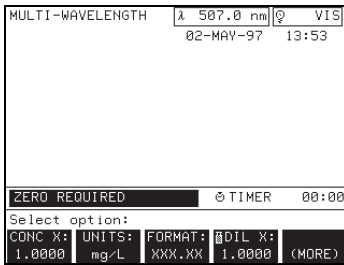 MULTI-WAVELENGTH λ 507.0 nm VIS
02-MAY-97 13:53
ZERO REQUIRED TIMER 00:00
Select option:
CONC X: UNITS: FORMAT: DIL X:
1.0000 mg/L XXX.XX 1.0000 (MORE)